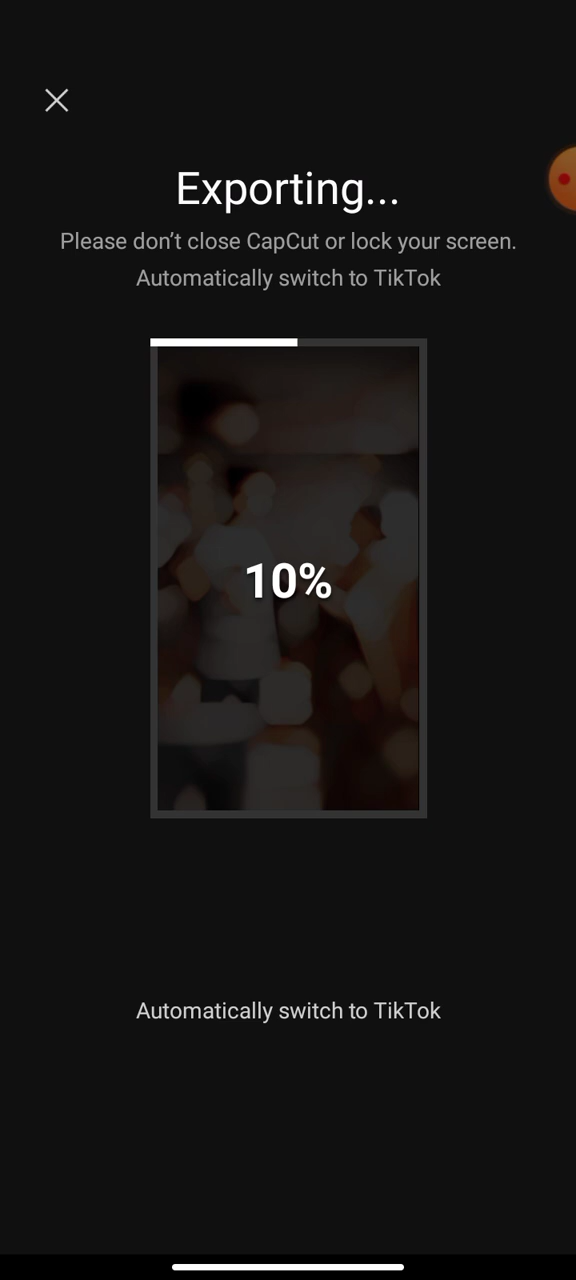 Exporting...
Please don’t close CapCut or lock your screen.
Automatically switch to TikTok
10%
Automatically switch to TikTok